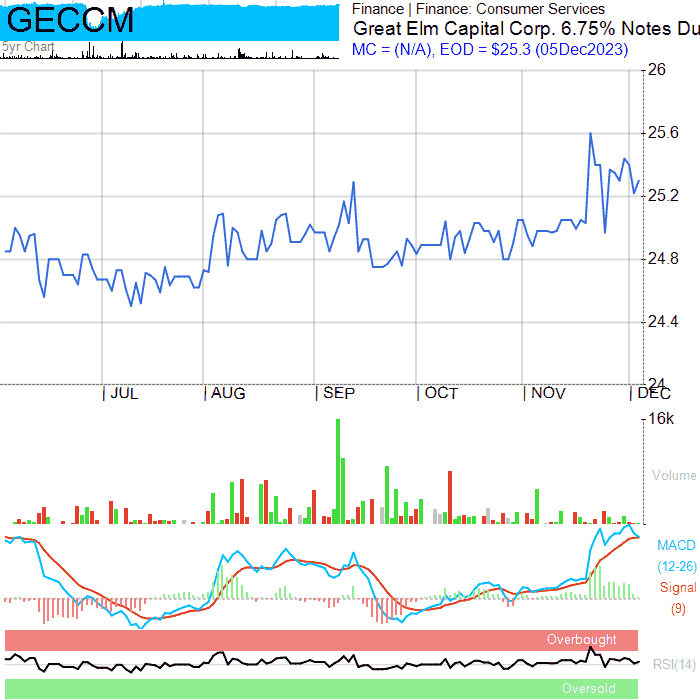 GECCM
5yr Chart
Finance | Finance: Consumer Services
Great Elm Capital Corp. 6.75% Notes Du
MC = (N/A), EOD = $25.3 (05Dec2023)
26
25.6
25.2
24.8
24.4
24
JUL
AUG
SEP
OCT
NOV
DEC
16k
Volume
MACD
(12-26)
Signal
(9)
Overbought
RSI(14)
Oversold